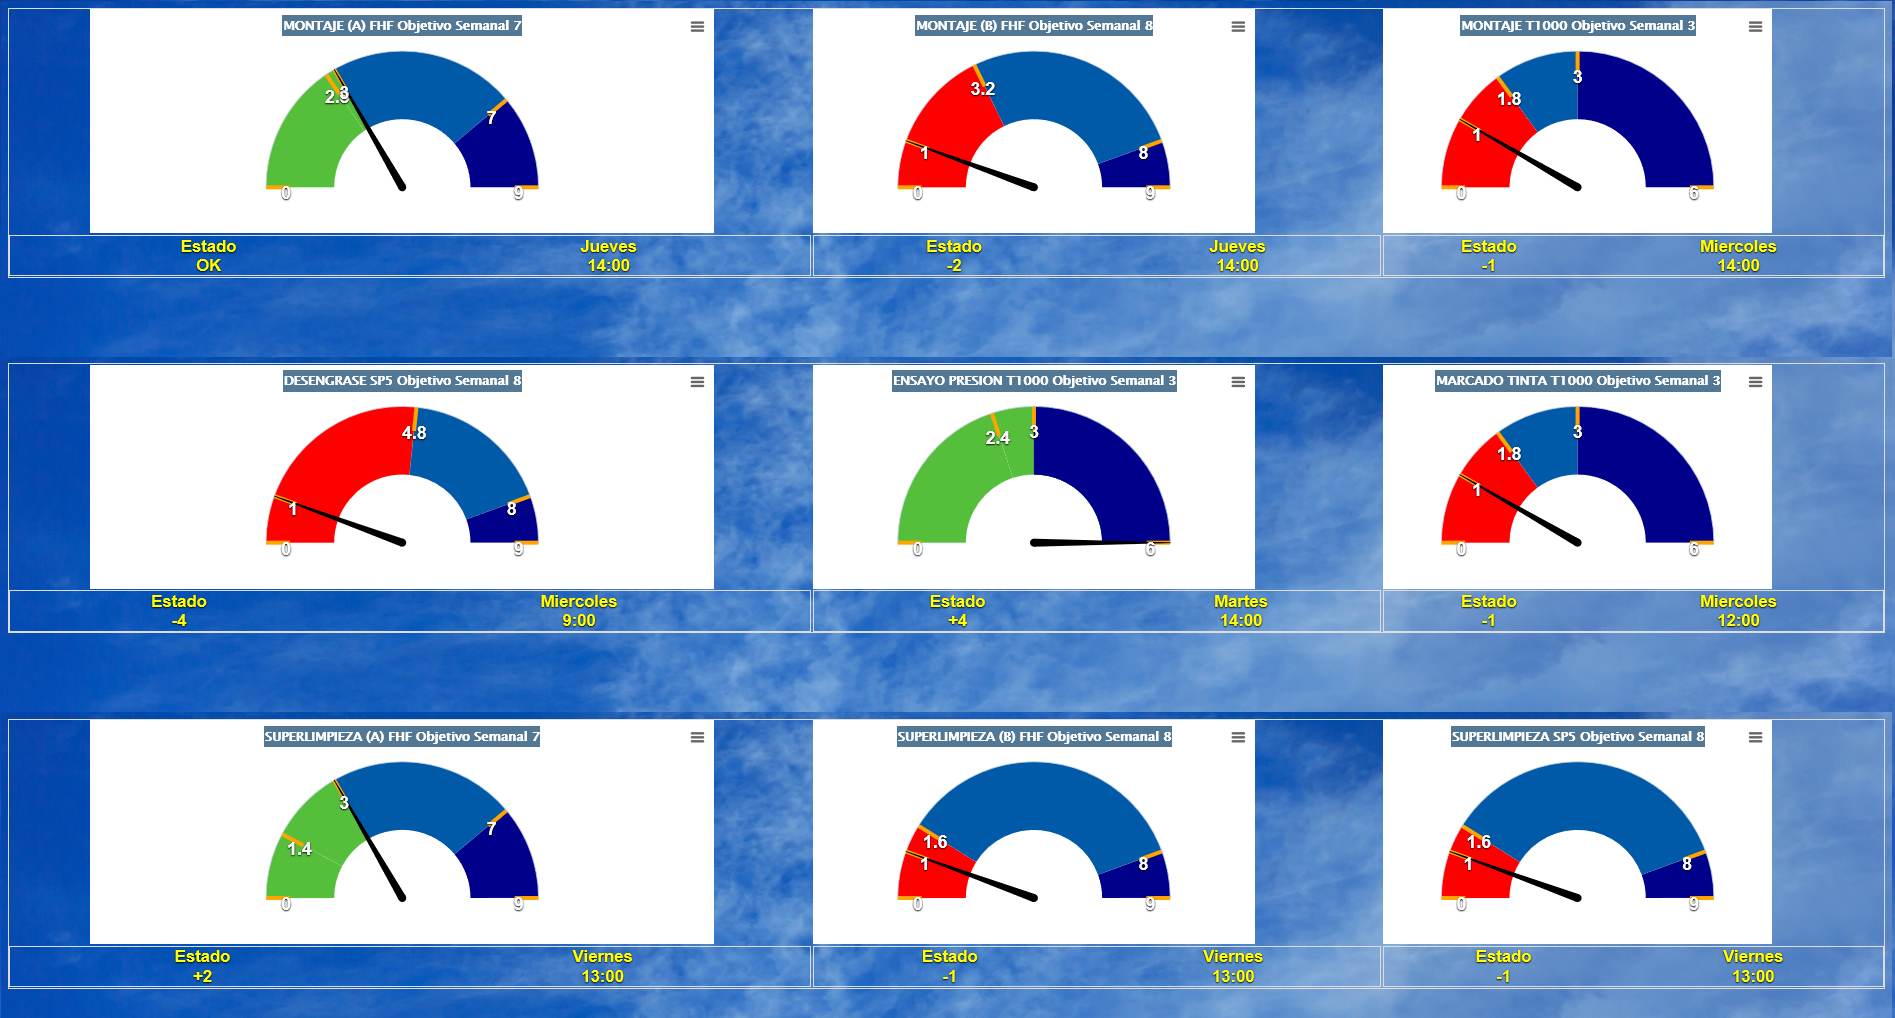 MONTAJE (A) FHF Objetivo Semanal 7
2.8
3
7
0
9
Estado
OK
Jueves
14:00
MONTAJE (B) FHF Objetivo Semanal 8
3.2
1
8
0
9
Estado
-2
Jueves
14:00
MONTAJE T1000 Objetivo Semanal 3
3
1.8
1
0
6
Estado
-1
Miercoles
14:00
DESENGRASE SP5 Objetivo Semanal 8
4.8
1
8
0
9
Estado
-4
Miercoles
9:00
ENSAYO PRESION T1000 Objetivo Semanal 3
2.4
3
0
6
Estado
+4
Martes
14:00
MARCADO TINTA T1000 Objetivo Semanal 3
3
1.8
1
0
6
Estado
-1
Miercoles
12:00
SUPERLIMPIEZA (A) FHF Objetivo Semanal 7
3
7
1.4
0
9
Estado
+2
Viernes
13:00
SUPERLIMPIEZA (B) FHF Objetivo Semanal 8
1.6
1
8
0
9
Estado
-1
Viernes
13:00
SUPERLIMPIEZA SP5 Objetivo Semanal 8
1.6
1
8
0
9
Estado
-1
Viernes
13:00